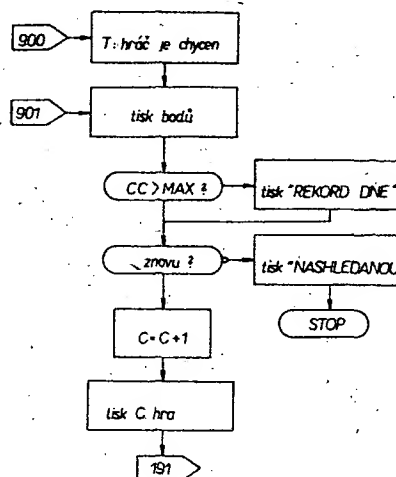 900
T: hráč je chycen
901
tisk bodů
CC>MAX ?
tisk "REKORD DNE"
znovu ?
tisk "NASHLEDANOU
STOP
C=C+1
tisk C. hra
191